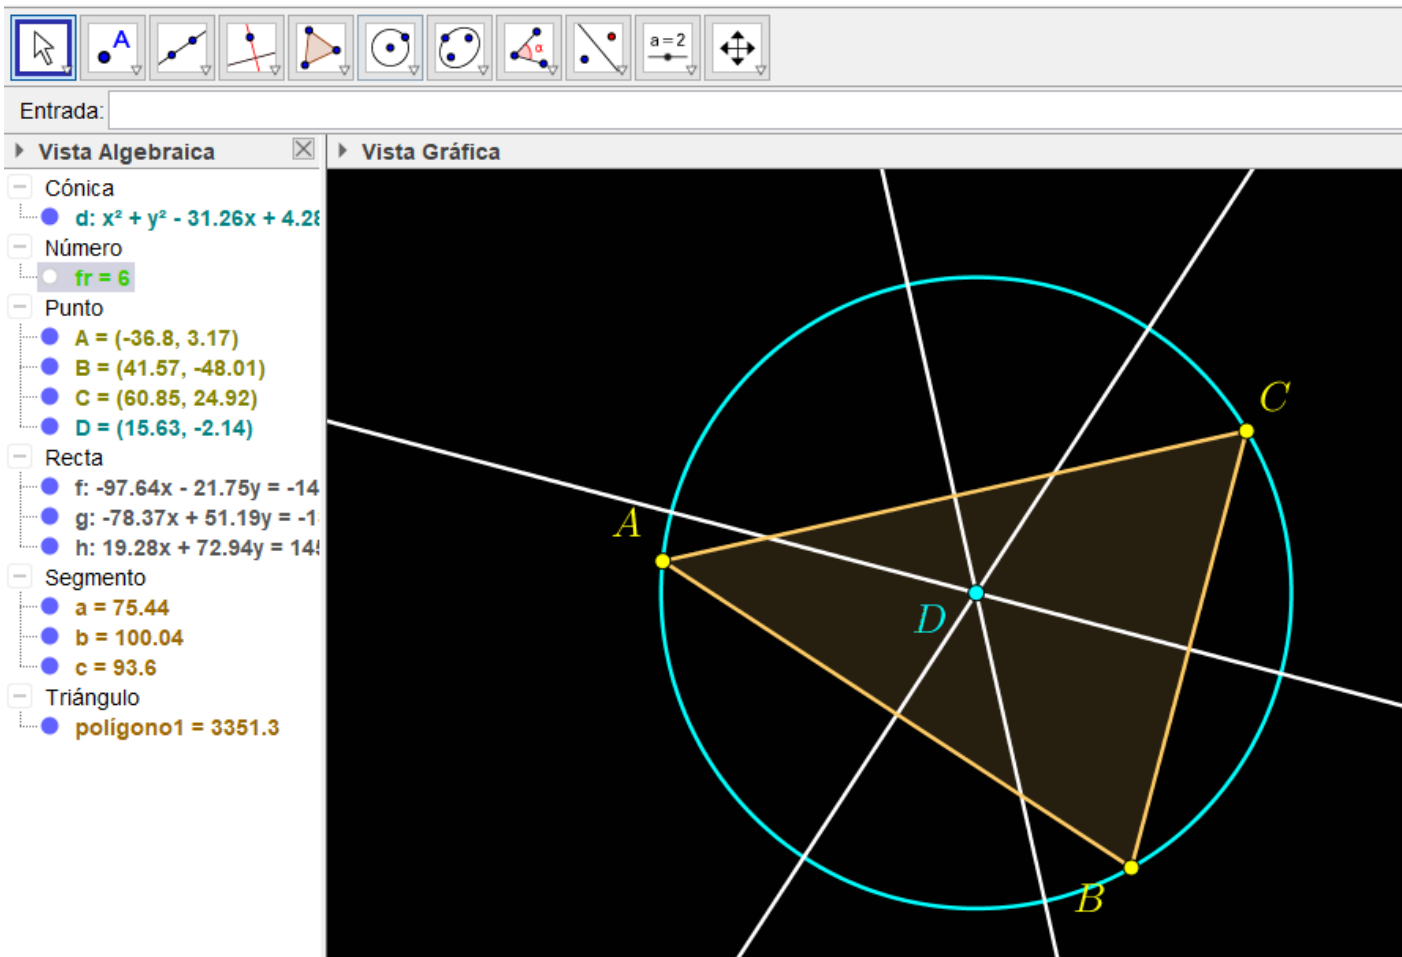 A
α
a=2
Entrada:
Vista Algebraica
Vista Gráfica
Cónica
d: x² + y² - 31.26x + 4.28
Número
fr = 6
Punto
A = (-36.8, 3.17)
B = (41.57, -48.01)
C = (60.85, 24.92)
D = (15.63, -2.14)
Recta
f: -97.64x - 21.75y = -14
g: -78.37x + 51.19y = -1
h: 19.28x + 72.94y = 145
Segmento
a = 75.44
b = 100.04
c = 93.6
Triángulo
polígono1 = 3351.3
C
A
D
B